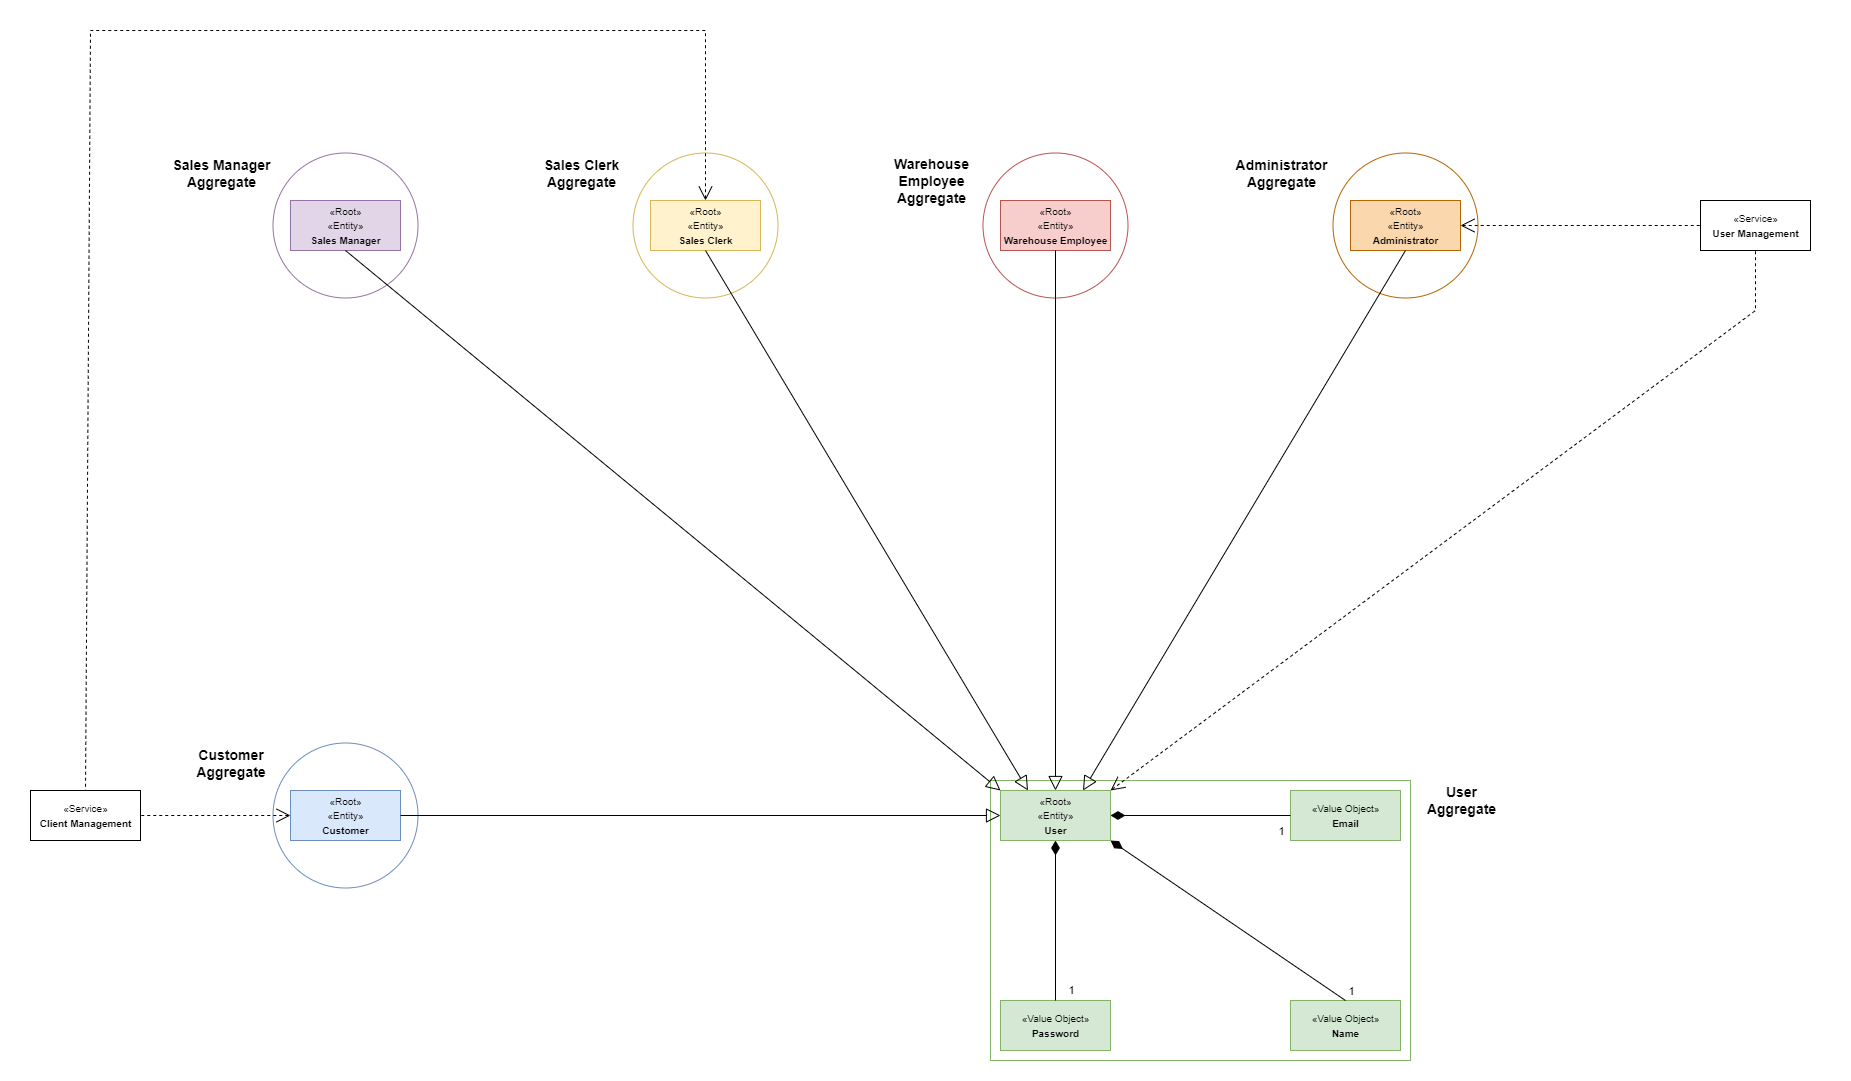 Sales Manager
Aggregate
«Root»
«Entity»
Sales Manager
Sales Clerk
Aggregate
«Root»
«Entity»
Sales Clerk
Warehouse
Employee
Aggregate
«Root»
«Entity»
Warehouse Employee
Administrator
Aggregate
«Root»
«Entity»
Administrator
«Service»
User Management
Customer
Aggregate
«Service»
Client Management
«Root»
«Entity»
Customer
«Root»
«Entity»
User
1
«Value Object»
Email
User
Aggregate
1
«Value Object»
Password
1
«Value Object»
Name